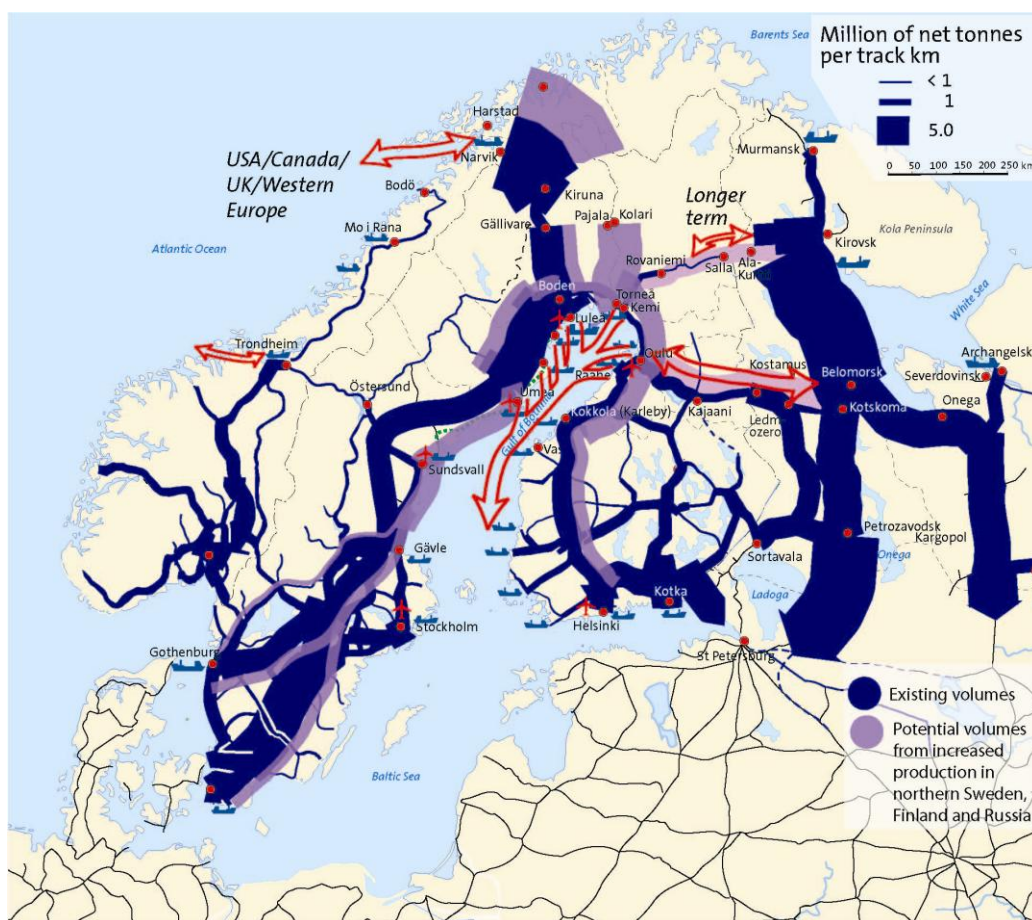 Million of net tonnes
per track km
< 1
1
5.0
0 50 100 150 200 250 km
Barents Sea
Harstad
Narvik
Murmansk
USA/Canada/
UK/Western
Europe
Bodö
Kiruna
Longer
term
Pajala
Kolari
Mo i Rana
Gällivare
Kirovsk
Kola Peninsula
Atlantic Ocean
Rovaniemi
Salla
Ala-
White Sea
Boden
Torneå
Kemi
Luleå
Trondheim
Oulu
Kostamus
Archangelsk
Raahe
Belomorsk
Severdovinsk
Östersund
Umeå
Gulf of Bothnia
Kokkola (Karleby)
Kajaani
Kotskoma
Onega
Sundsvall
Petrozavodsk
Kargopol
Gävle
Sortavala
Onega
Kotka
Ladoga
Stockholm
Helsinki
Gothenburg
St Petersburg
Existing volumes
Potential volumes
from increased
production in
northern Sweden,
Finland and Russia
Baltic Sea